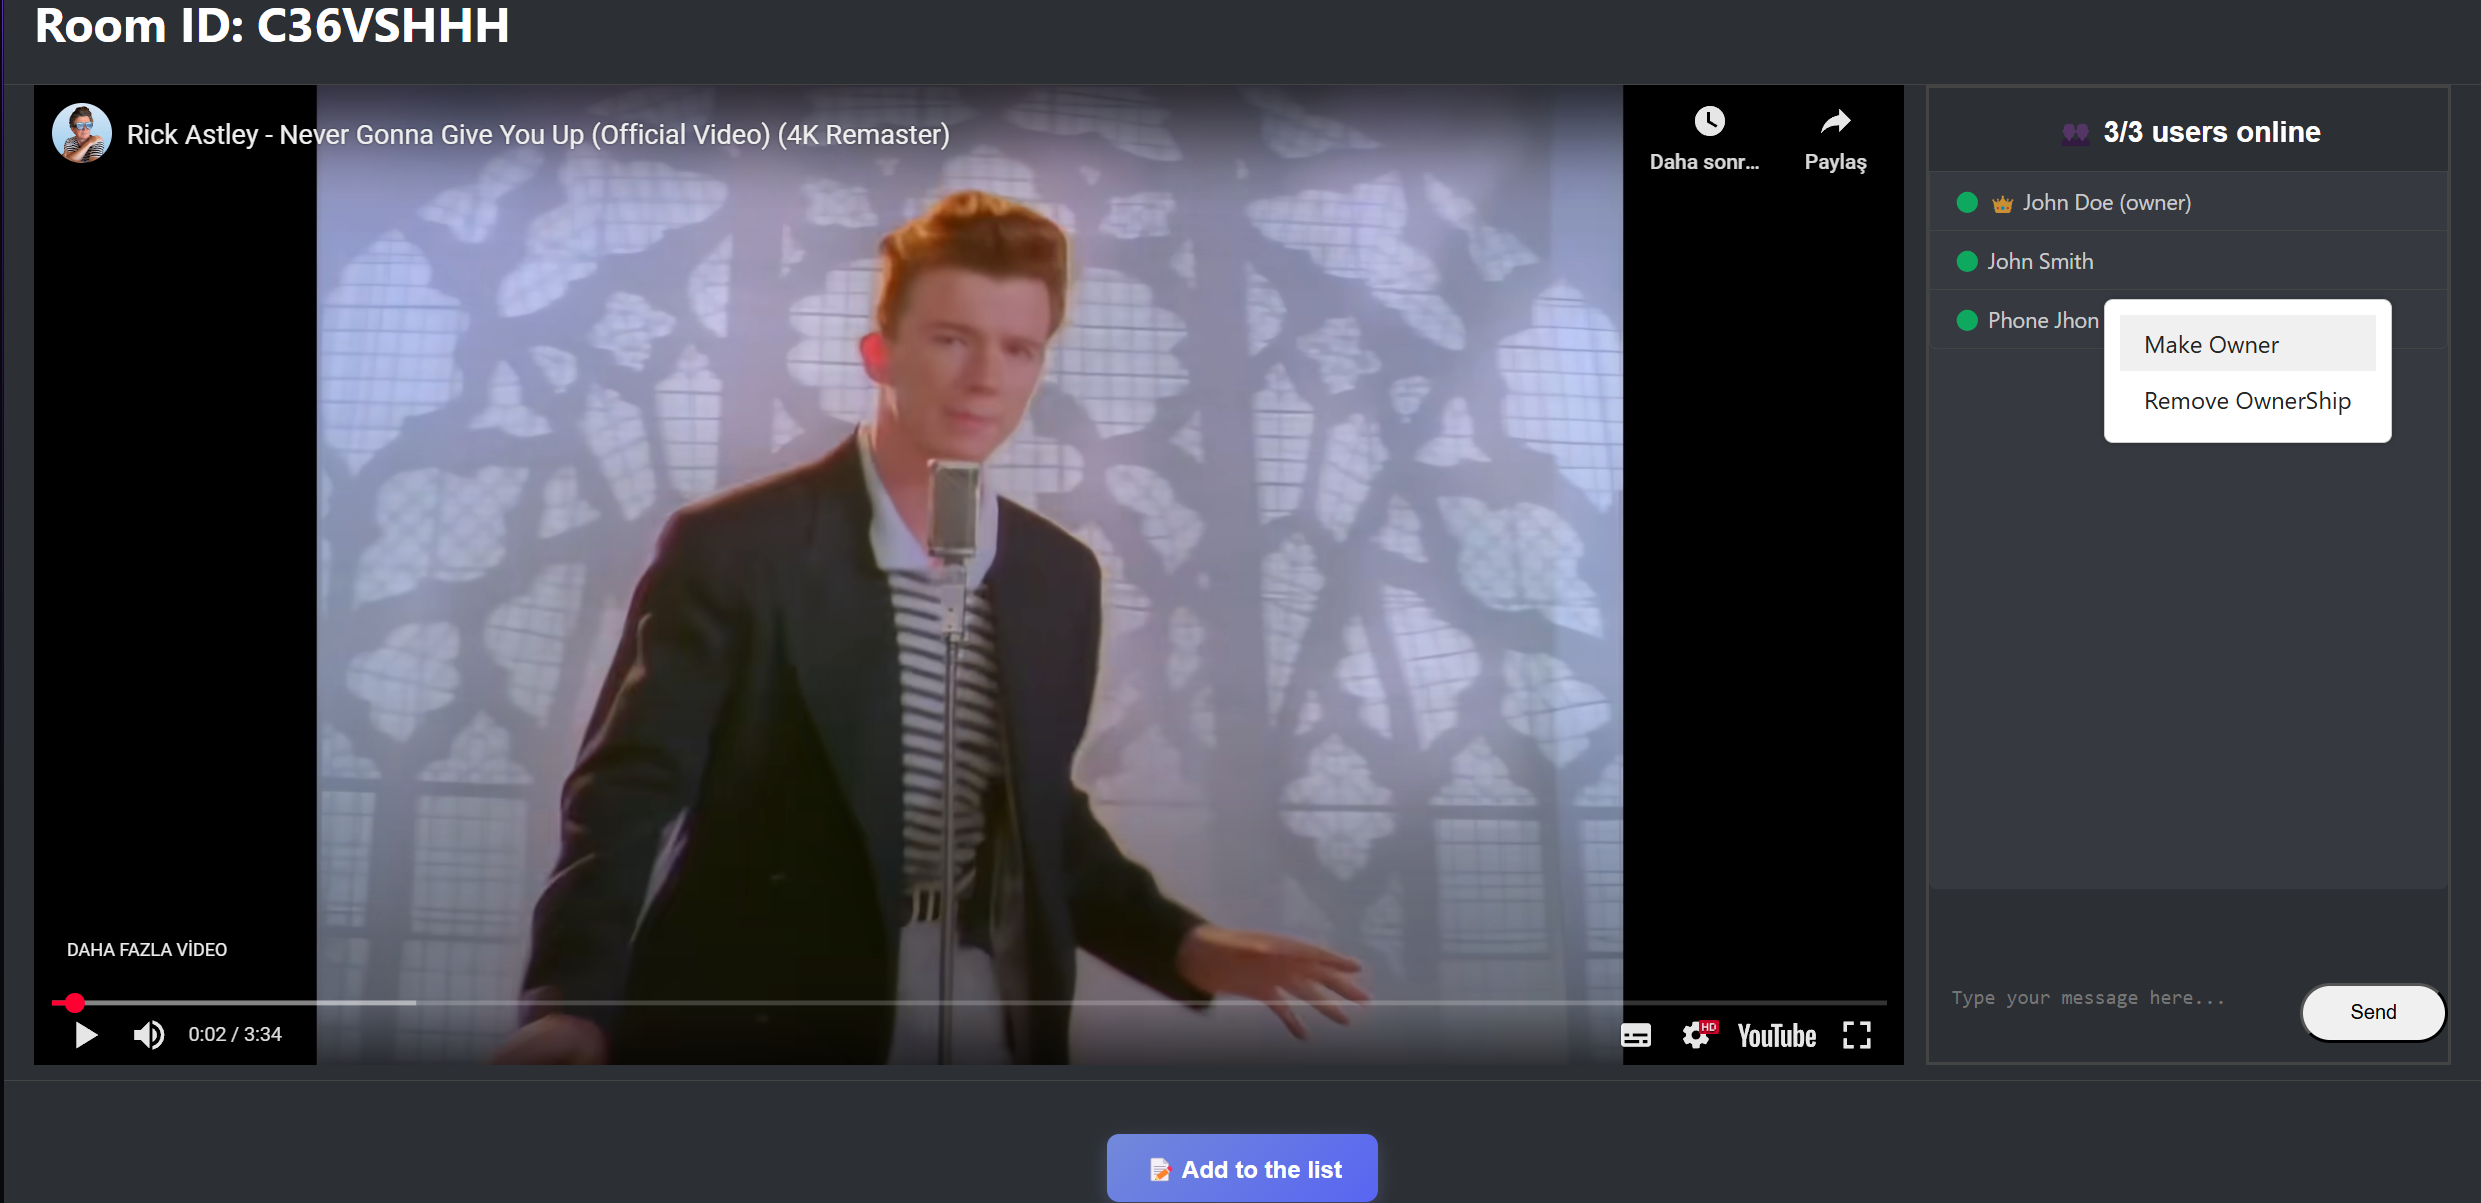 Room ID: C36VSHHH
Rick Astley - Never Gonna Give You Up (Official Video) (4K Remaster)
Daha sonr...
Paylaş
3/3 users online
John Doe (owner)
John Smith
Phone Jhon
Make Owner
Remove OwnerShip
DAHA FAZLA VİDEO
0:02 / 3:34
HD
YouTube
Type your message here...
Send
Add to the list